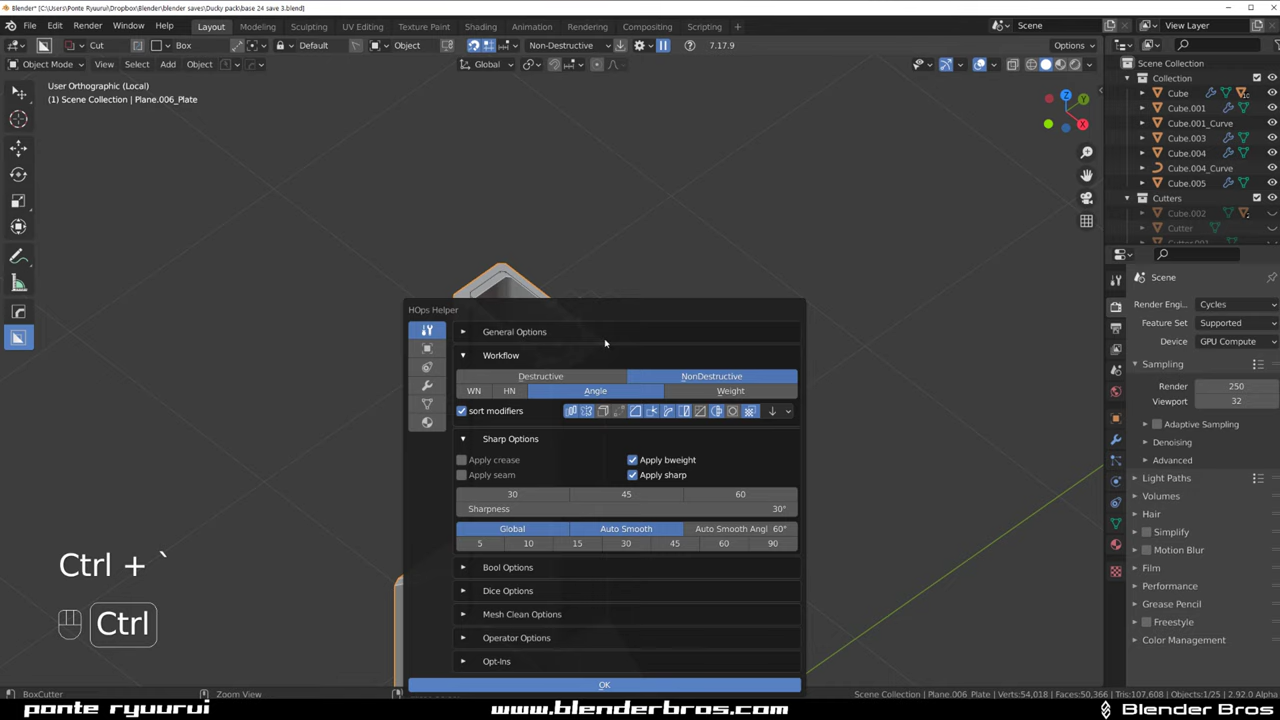 Blender* [C:\Users\Ponte Ryuurui\Dropbox\blender saves\Ducky pack\base 24 save 3.blend]
File Edit Render Window Help Layout Modeling Sculpting UV Editing Texture Paint Shading Animation Rendering Compositing Scripting + Scene View Layer
Cut Box Default Object Non-Destructive 7.17.9 Options
Object Mode View Select Add Object Global
User Orthographic (Local)
(1) Scene Collection | Plane.006_Plate
Z
Y
X
Scene Collection
Collection
Cube
Cube.001
Cube.001_Curve
Cube.003
Cube.004
Cube.004_Curve
Cube.005
Cutters
Cube.002
Cutter
Cutter.001
Scene
Render Engi.. Cycles
Feature Set Supported
Device GPU Compute
Sampling
Render 250
Viewport 32
Adaptive Sampling
Denoising
Advanced
Light Paths
Volumes
Hair
Simplify
Motion Blur
Film
Performance
Grease Pencil
Freestyle
Color Management
HOps Helper
General Options
Workflow
Destructive NonDestructive
WN HN Angle Weight
sort modifiers
Sharp Options
Apply crease Apply bweight
Apply seam Apply sharp
30 45 60
Sharpness 30°
Global Auto Smooth Auto Smooth Angl 60°
5 10 15 30 45 60 90
Bool Options
Dice Options
Mesh Clean Options
Operator Options
Opt-Ins
OK
Ctrl + `
Ctrl
BoxCutter Zoom View Scene Collection | Plane.006_Plate | Verts:54,018 | Faces:50,366 | Tris:107,608 | Objects:1/25 | 2.92.0 Alpha
ponte ryuurui www.blenderbros.com Blender Bros